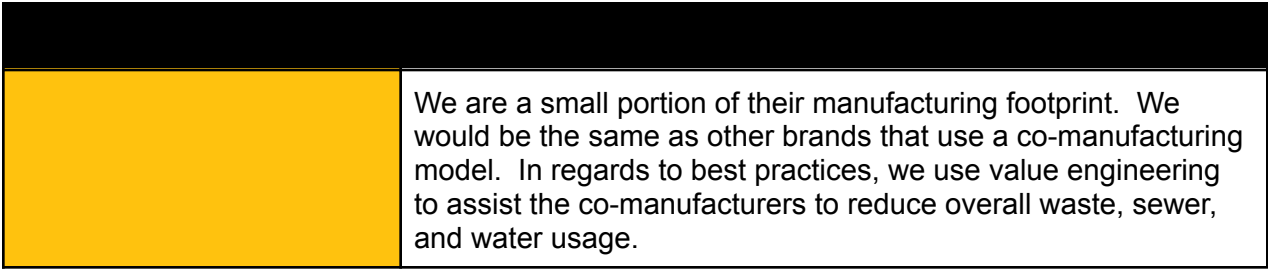 We are a small portion of their manufacturing footprint.  We
would be the same as other brands that use a co-manufacturing
model.  In regards to best practices, we use value engineering
to assist the co-manufacturers to reduce overall waste, sewer,
and water usage.